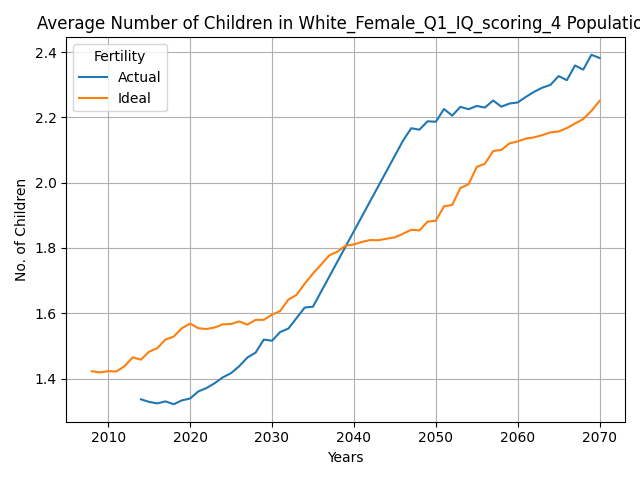 Average Number of Children in White_Female_Q1_IQ_scoring_4 Populatio
Fertility
Actual
Ideal
2.4
2.2
2.0
1.8
1.6
1.4
No. of Children
2010 2020 2030 2040 2050 2060 2070
Years